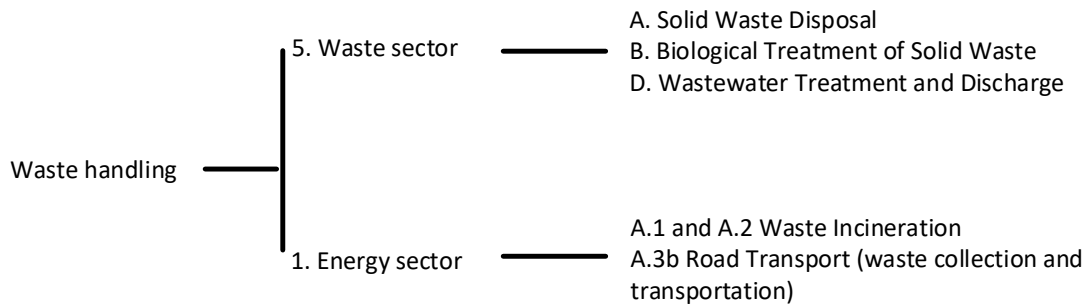 5. Waste sector
A. Solid Waste Disposal
B. Biological Treatment of Solid Waste
D. Wastewater Treatment and Discharge
Waste handling
1. Energy sector
A.1 and A.2 Waste Incineration
A.3b Road Transport (waste collection and
transportation)